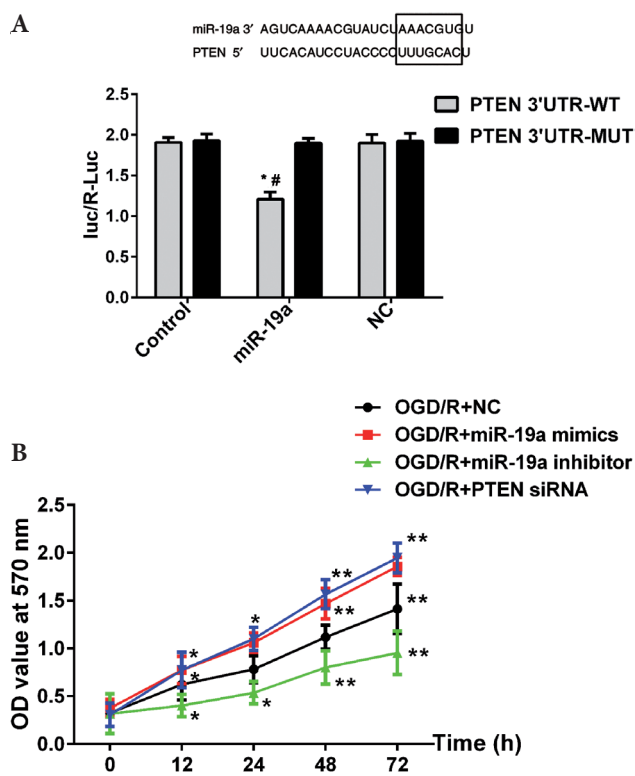 A
miR-19a 3′ AGUCAAAACGUAUCUAAACGUGU
PTEN 5′ UUCACAUCCUACCCCUUUGCACU
PTEN 3'UTR-WT
PTEN 3'UTR-MUT
luc/R-Luc
2.5
2.0
1.5
1.0
0.5
0.0
* #
Control
miR-19a
NC
B
OGD/R+NC
OGD/R+miR-19a mimics
OGD/R+miR-19a inhibitor
OGD/R+PTEN siRNA
OD value at 570 nm
2.5
2.0
1.5
1.0
0.5
0.0
*
*
*
*
*
**
**
**
**
**
**
0
12
24
48
72
Time (h)